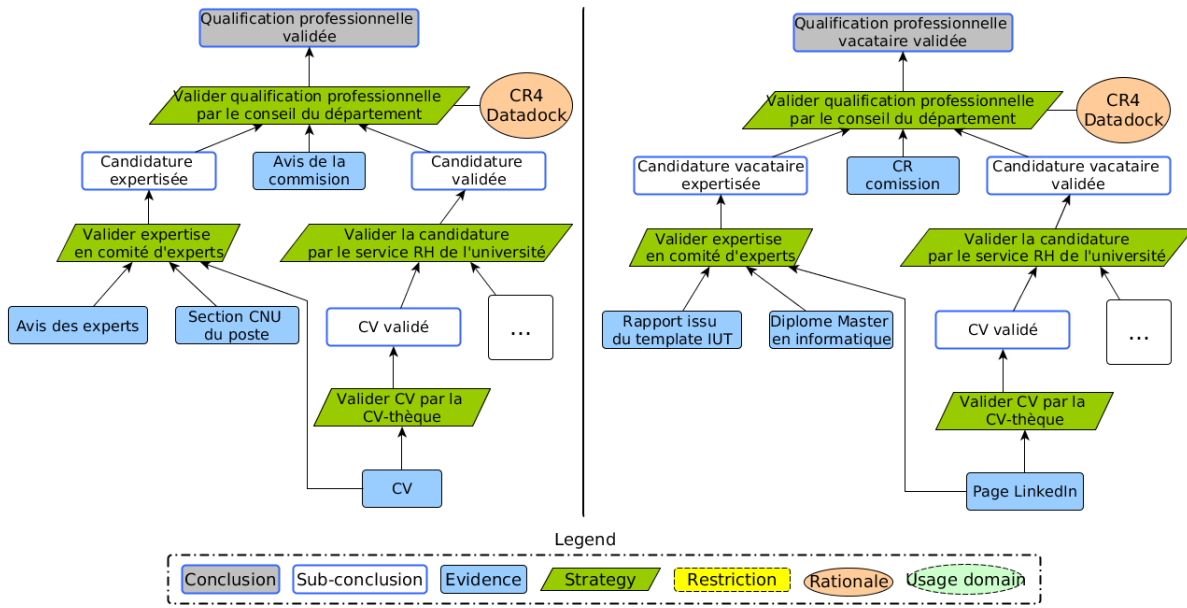 Qualification professionnelle
validée
Valider qualification professionnelle
par le conseil du département
CR4
Datadock
Candidature
expertisée
Avis de la
commision
Candidature
validée
Valider expertise
en comité d'experts
Valider la candidature
par le service RH de l'université
Avis des experts
Section CNU
du poste
CV validé
...
Valider CV par la
CV-thèque
CV
Qualification professionnelle
vacataire validée
Valider qualification professionnelle
par le conseil du département
CR4
Datadock
Candidature vacataire
expertisée
CR
comission
Candidature vacataire
validée
Valider expertise
en comité d'experts
Valider la candidature
par le service RH de l'université
Rapport issu
du template IUT
Diplome Master
en informatique
CV validé
...
Valider CV par la
CV-thèque
Page LinkedIn
Legend
Conclusion
Sub-conclusion
Evidence
Strategy
Restriction
Rationale
Usage domain